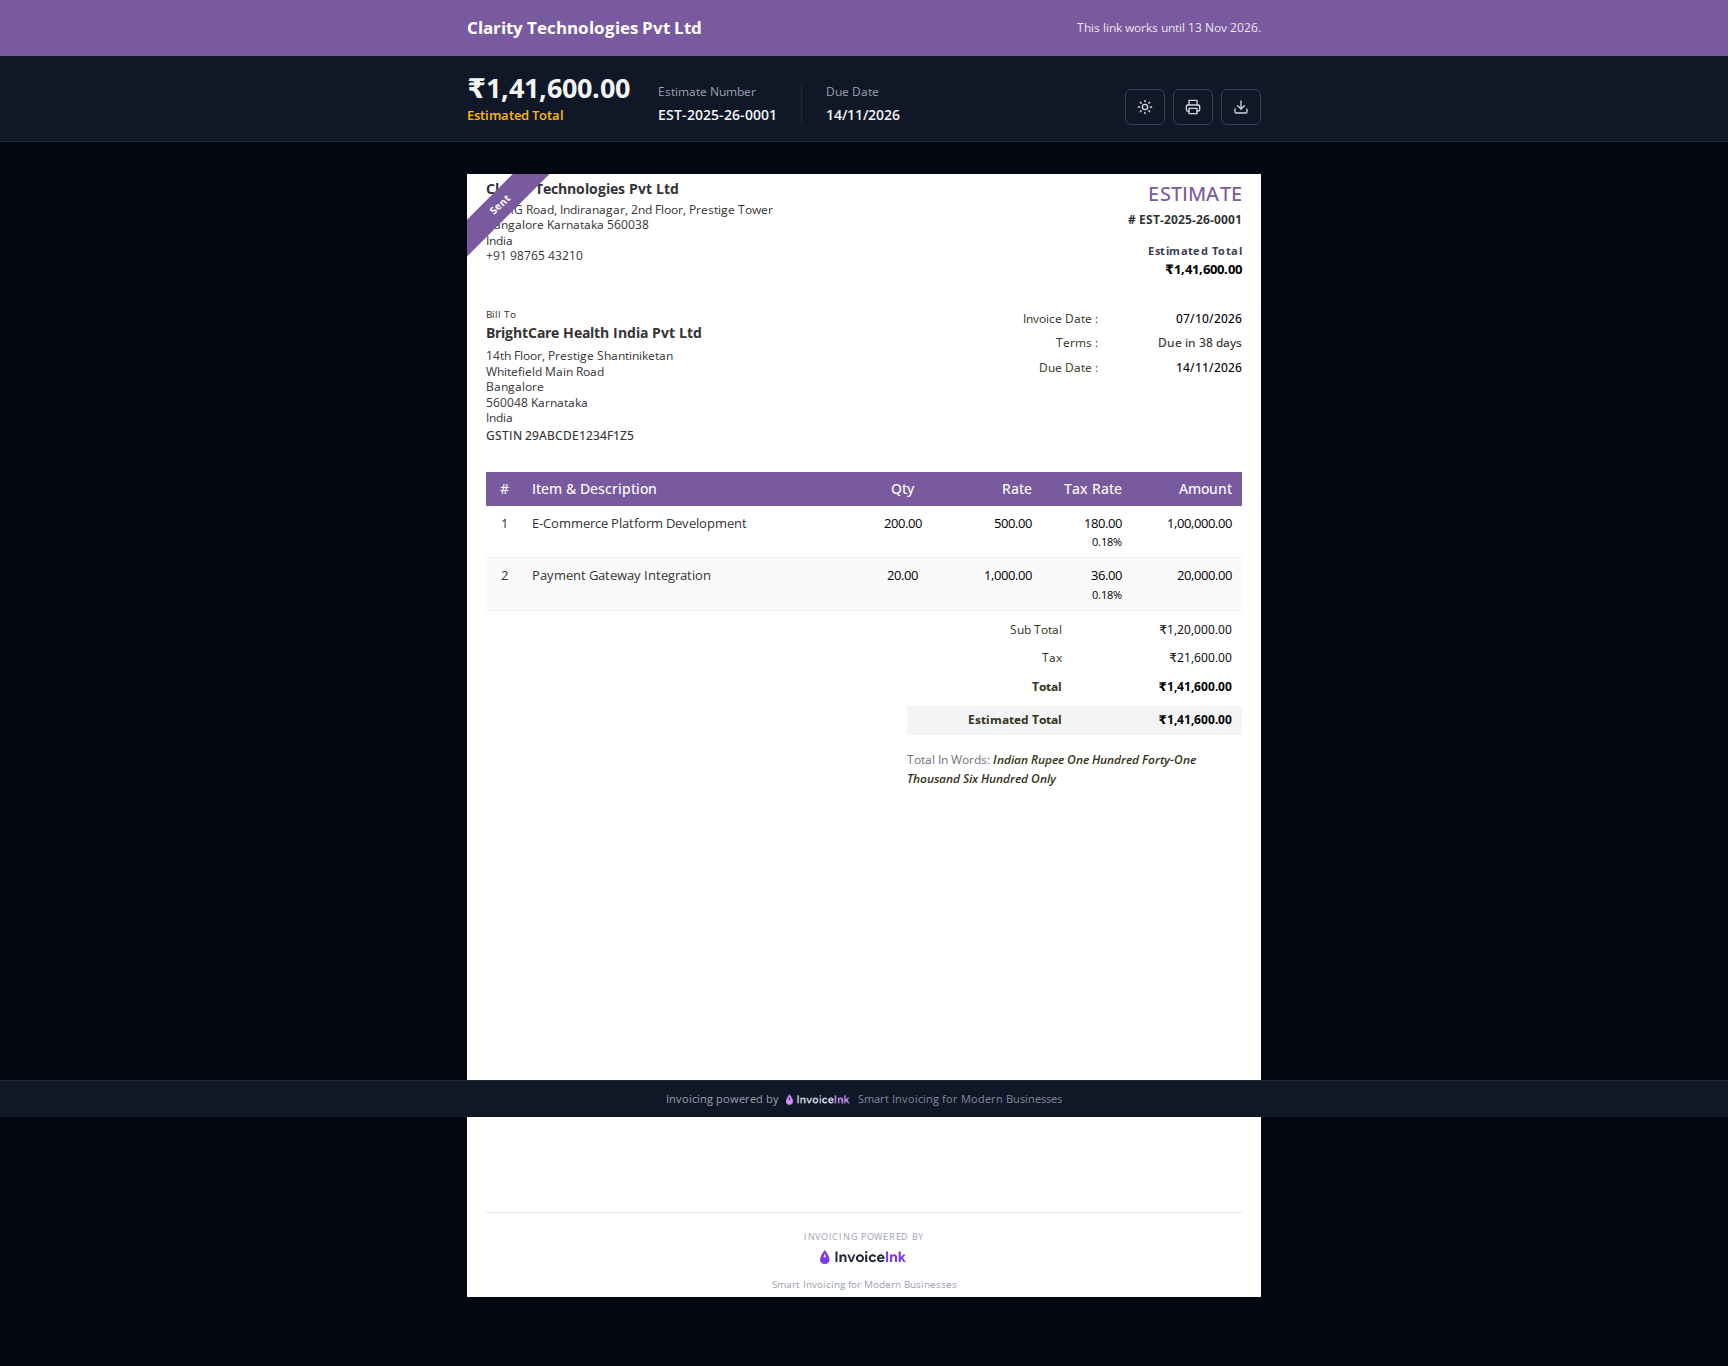 Clarity Technologies Pvt Ltd
This link works until 13 Nov 2026.
₹1,41,600.00
Estimated Total
Estimate Number
EST-2025-26-0001
Due Date
14/11/2026
Sent
Technologies Pvt Ltd
Road, Indiranagar, 2nd Floor, Prestige Tower
Karnataka 560038
India
+91 98765 43210
ESTIMATE
# EST-2025-26-0001
Estimated Total
₹1,41,600.00
Bill To
BrightCare Health India Pvt Ltd
14th Floor, Prestige Shantiniketan
Whitefield Main Road
Bangalore
560048 Karnataka
India
GSTIN 29ABCDE1234F1Z5
Invoice Date : 07/10/2026
Terms : Due in 38 days
Due Date : 14/11/2026
# Item & Description Qty Rate Tax Rate Amount
1 E-Commerce Platform Development 200.00 500.00 180.00 1,00,000.00
0.18%
2 Payment Gateway Integration 20.00 1,000.00 36.00 20,000.00
0.18%
Sub Total ₹1,20,000.00
Tax ₹21,600.00
Total ₹1,41,600.00
Estimated Total ₹1,41,600.00
Total In Words: Indian Rupee One Hundred Forty-One
Thousand Six Hundred Only
Invoicing powered by InvoiceInk Smart Invoicing for Modern Businesses
INVOICING POWERED BY
InvoiceInk
Smart Invoicing for Modern Businesses